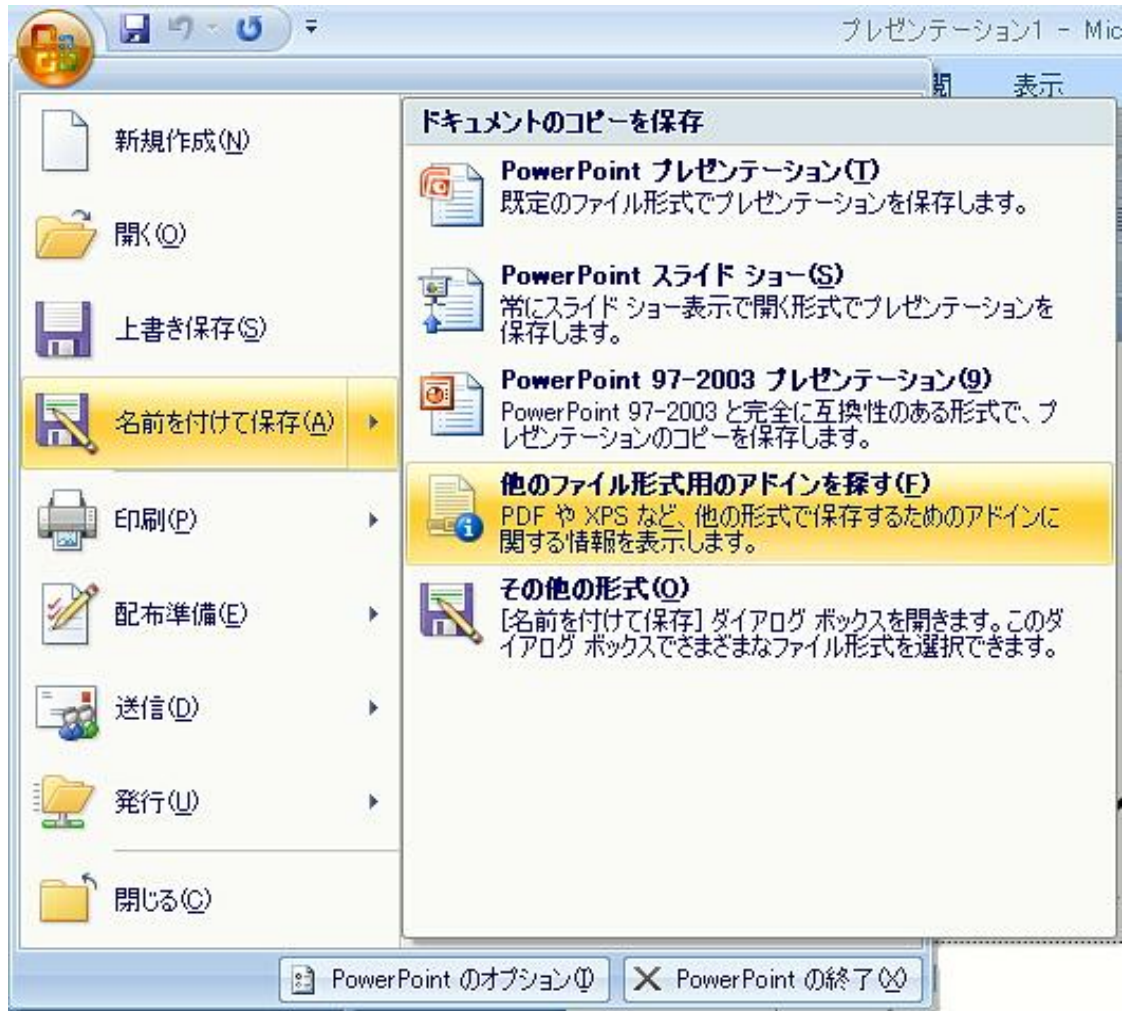 プレゼンテーション1 - Mic
閲 表示
新規作成(N)
開く(O)
上書き保存(S)
名前を付けて保存(A)
印刷(P)
配布準備(E)
送信(D)
発行(U)
閉じる(C)
ドキュメントのコピーを保存
PowerPoint プレゼンテーション(T)
既定のファイル形式でプレゼンテーションを保存します。
PowerPoint スライド ショー(S)
常にスライド ショー表示で開く形式でプレゼンテーションを
保存します。
PowerPoint 97-2003 プレゼンテーション(9)
PowerPoint 97-2003 と完全に互換性のある形式で、プ
レゼンテーションのコピーを保存します。
他のファイル形式用のアドインを探す(F)
PDF や XPS など、他の形式で保存するためのアドインに
関する情報を表示します。
その他の形式(O)
[名前を付けて保存] ダイアログ ボックスを開きます。このダ
イアログ ボックスでさまざまなファイル形式を選択できます。
PowerPoint のオプション(I)
PowerPoint の終了(X)